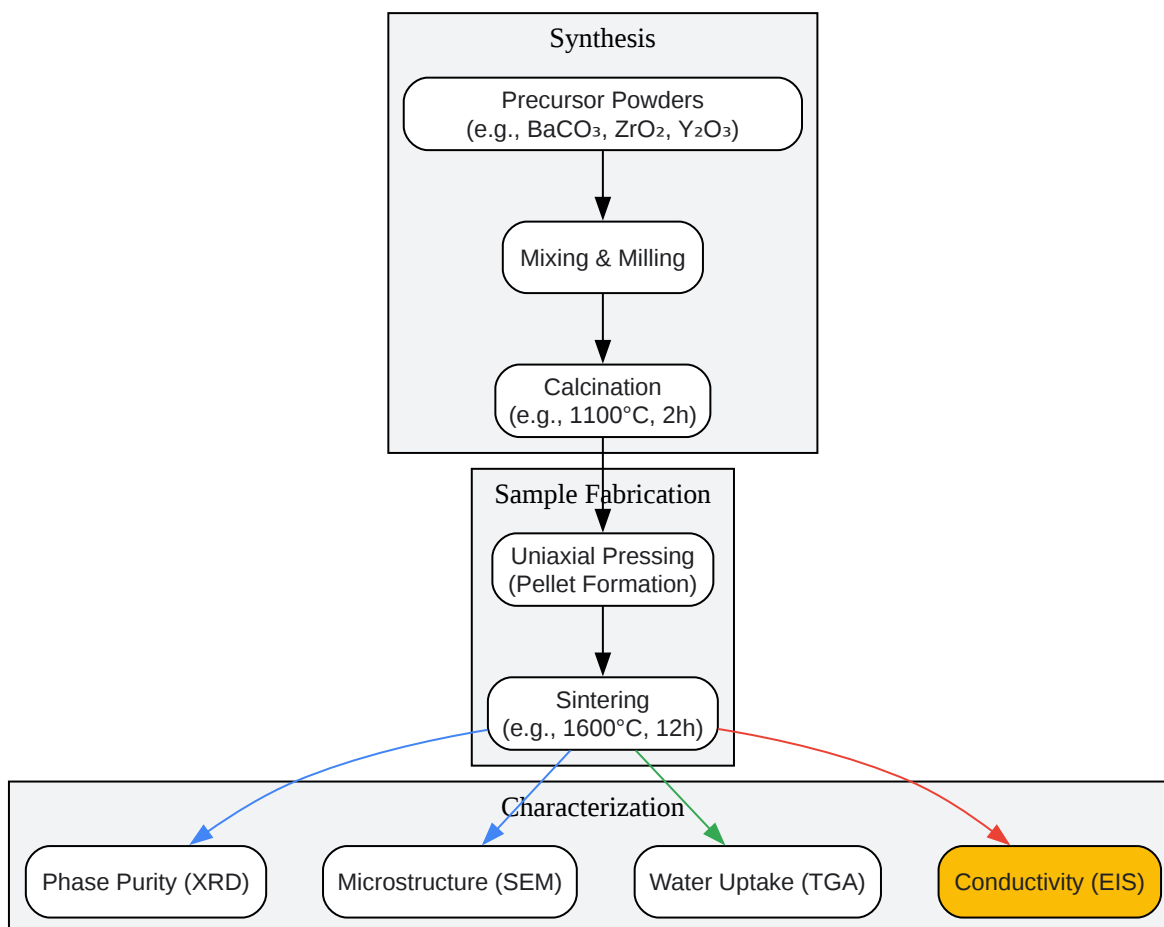 Synthesis
Precursor Powders
(e.g., BaCO₃, ZrO₂, Y₂O₃)
Mixing & Milling
Calcination
(e.g., 1100°C, 2h)
Sample Fabrication
Uniaxial Pressing
(Pellet Formation)
Sintering
(e.g., 1600°C, 12h)
Characterization
Phase Purity (XRD)
Microstructure (SEM)
Water Uptake (TGA)
Conductivity (EIS)